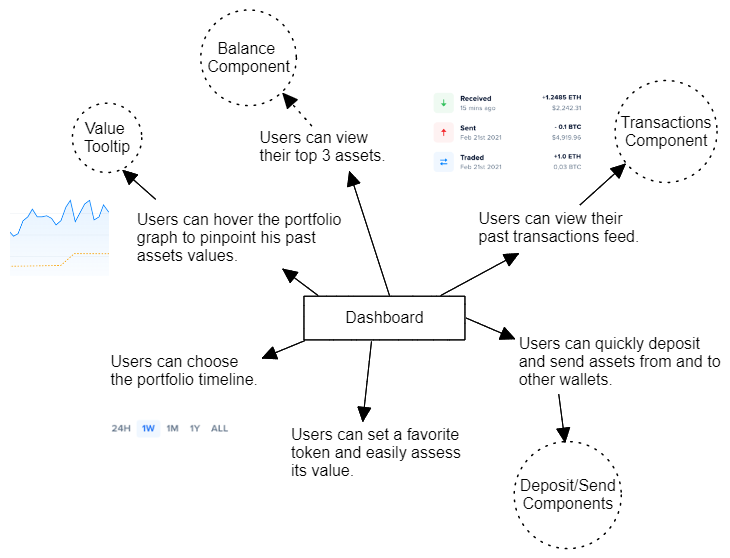 Balance
Component
Value
Tooltip
Users can view
their top 3 assets.
Received
15 mins ago
+1.2485 ETH
$2,242.31
Sent
Feb 21st 2021
- 0.1 BTC
$4,919.96
Traded
Feb 21st 2021
+1.0 ETH
0.03 BTC
Transactions
Component
Users can hover the portfolio
graph to pinpoint his past
assets values.
Users can view their
past transactions feed.
Dashboard
Users can choose
the portfolio timeline.
Users can quickly deposit
and send assets from and to
other wallets.
24H 1W 1M 1Y ALL
Users can set a favorite
token and easily assess
its value.
Deposit/Send
Components